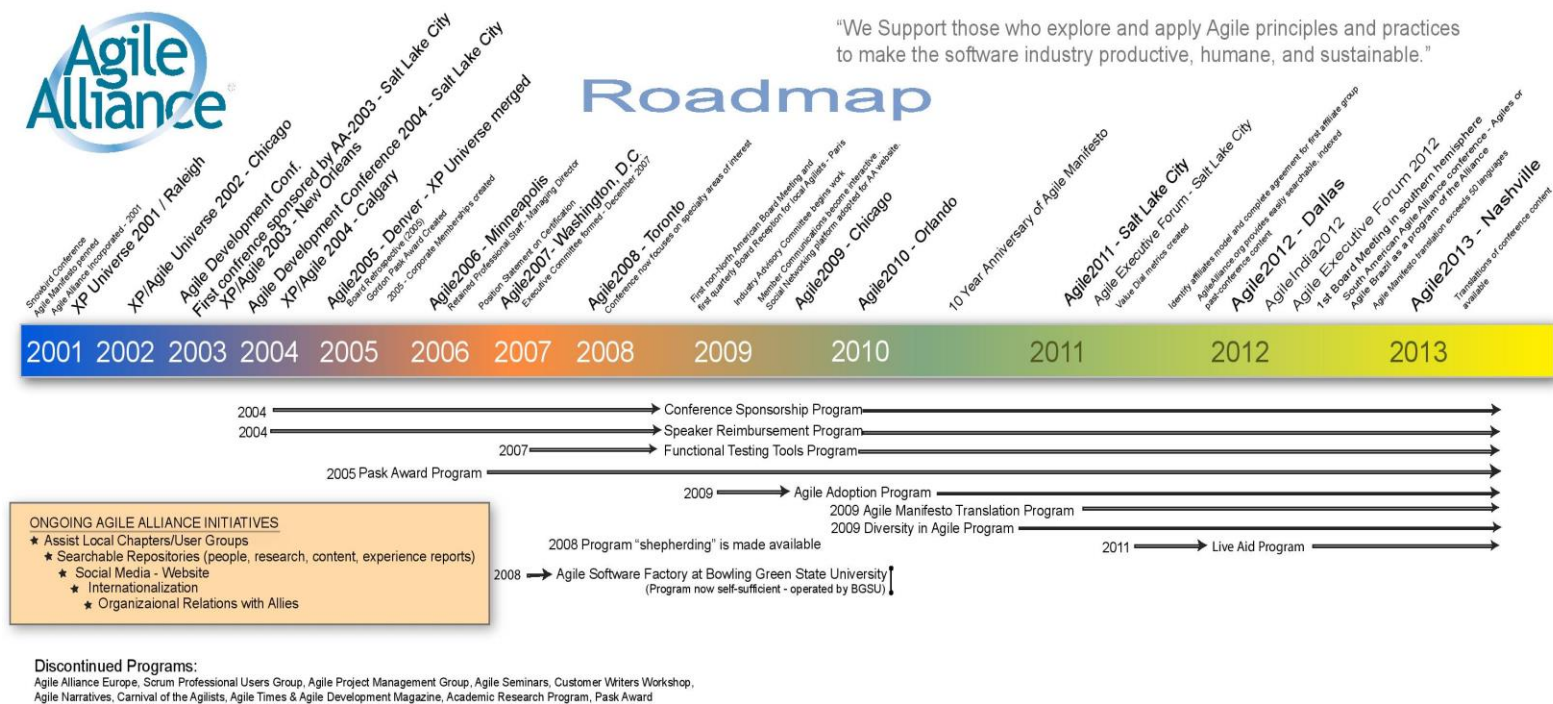 Agile
Alliance
"We Support those who explore and apply Agile principles and practices
to make the software industry productive, humane, and sustainable."
Roadmap
Snowbird Conference
Agile Manifesto penned
Agile Alliance Incorporated - 2001
XP Universe 2001 / Raleigh
XP/Agile Universe 2002 - Chicago
Agile Development Conf.
First conference sponsored by AA-2003 - Salt Lake City
XP/Agile 2003 - New Orleans
Agile Development Conference 2004 - Salt Lake City
XP/Agile 2004 - Calgary
Agile2005 - Denver - XP Universe merged
Board Retrospective (2005)
Gordon Pask Award Created
2005 - Corporate Memberships created
Agile2006 - Minneapolis
Retained Professional Staff - Managing Director
Position Statement on Certification
Agile2007 - Washington, D.C.
Executive Committee formed - December 2007
Agile2008 - Toronto
Conference now focuses on specialty areas of interest
First non-North American Board Meeting and
first quarterly Board Reception for local Agilists - Paris
Industry Advisory Committee begins work
Member Communications become interactive.
Social Networking platform adopted for AA website.
Agile2009 - Chicago
Agile2010 - Orlando
10 Year Anniversary of Agile Manifesto
Agile2011 - Salt Lake City
Agile Executive Forum - Salt Lake City
Value Dial metrics created
Identify affiliates model and complete agreement for first affiliate group
AgileAlliance.org provides easily searchable, indexed
past-conference content
Agile2012 - Dallas
AgileIndia2012
Agile Executive Forum 2012
1st Board Meeting in southern hemisphere
South American Agile Alliance conference - Agiles or
Agile Brazil as a program of the Alliance
Agile Manifesto translation exceeds 50 languages
Agile2013 - Nashville
Translations of conference content
available
2001 2002 2003 2004 2005 2006 2007 2008 2009 2010 2011 2012 2013
2004 Conference Sponsorship Program
2004 Speaker Reimbursement Program
2007 Functional Testing Tools Program
2005 Pask Award Program
2009 Agile Adoption Program
2009 Agile Manifesto Translation Program
2009 Diversity in Agile Program
2008 Program "shepherding" is made available
2011 Live Aid Program
2008 Agile Software Factory at Bowling Green State University
(Program now self-sufficient - operated by BGSU)
ONGOING AGILE ALLIANCE INITIATIVES
★ Assist Local Chapters/User Groups
★ Searchable Repositories (people, research, content, experience reports)
★ Social Media - Website
★ Internationalization
★ Organizaional Relations with Allies
Discontinued Programs:
Agile Alliance Europe, Scrum Professional Users Group, Agile Project Management Group, Agile Seminars, Customer Writers Workshop,
Agile Narratives, Carnival of the Agilists, Agile Times & Agile Development Magazine, Academic Research Program, Pask Award